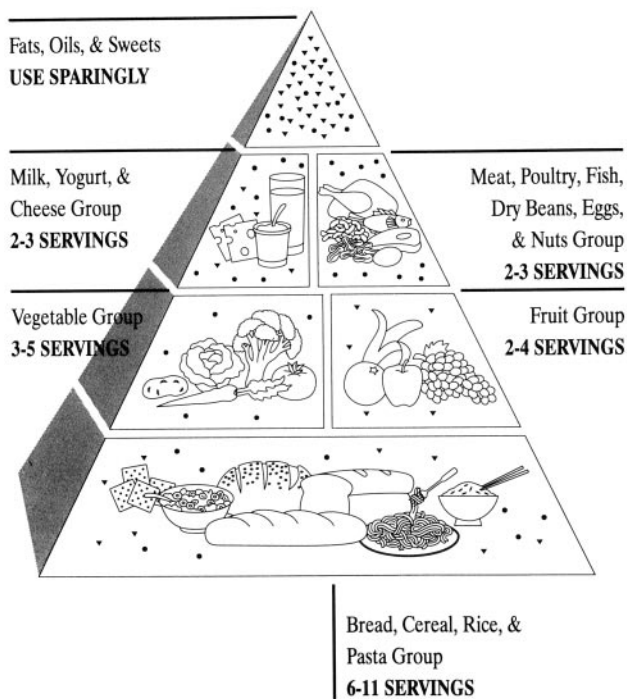 Fats, Oils, & Sweets
USE SPARINGLY
Milk, Yogurt, &
Cheese Group
2-3 SERVINGS
Meat, Poultry, Fish,
Dry Beans, Eggs,
& Nuts Group
2-3 SERVINGS
Vegetable Group
3-5 SERVINGS
Fruit Group
2-4 SERVINGS
Bread, Cereal, Rice, &
Pasta Group
6-11 SERVINGS